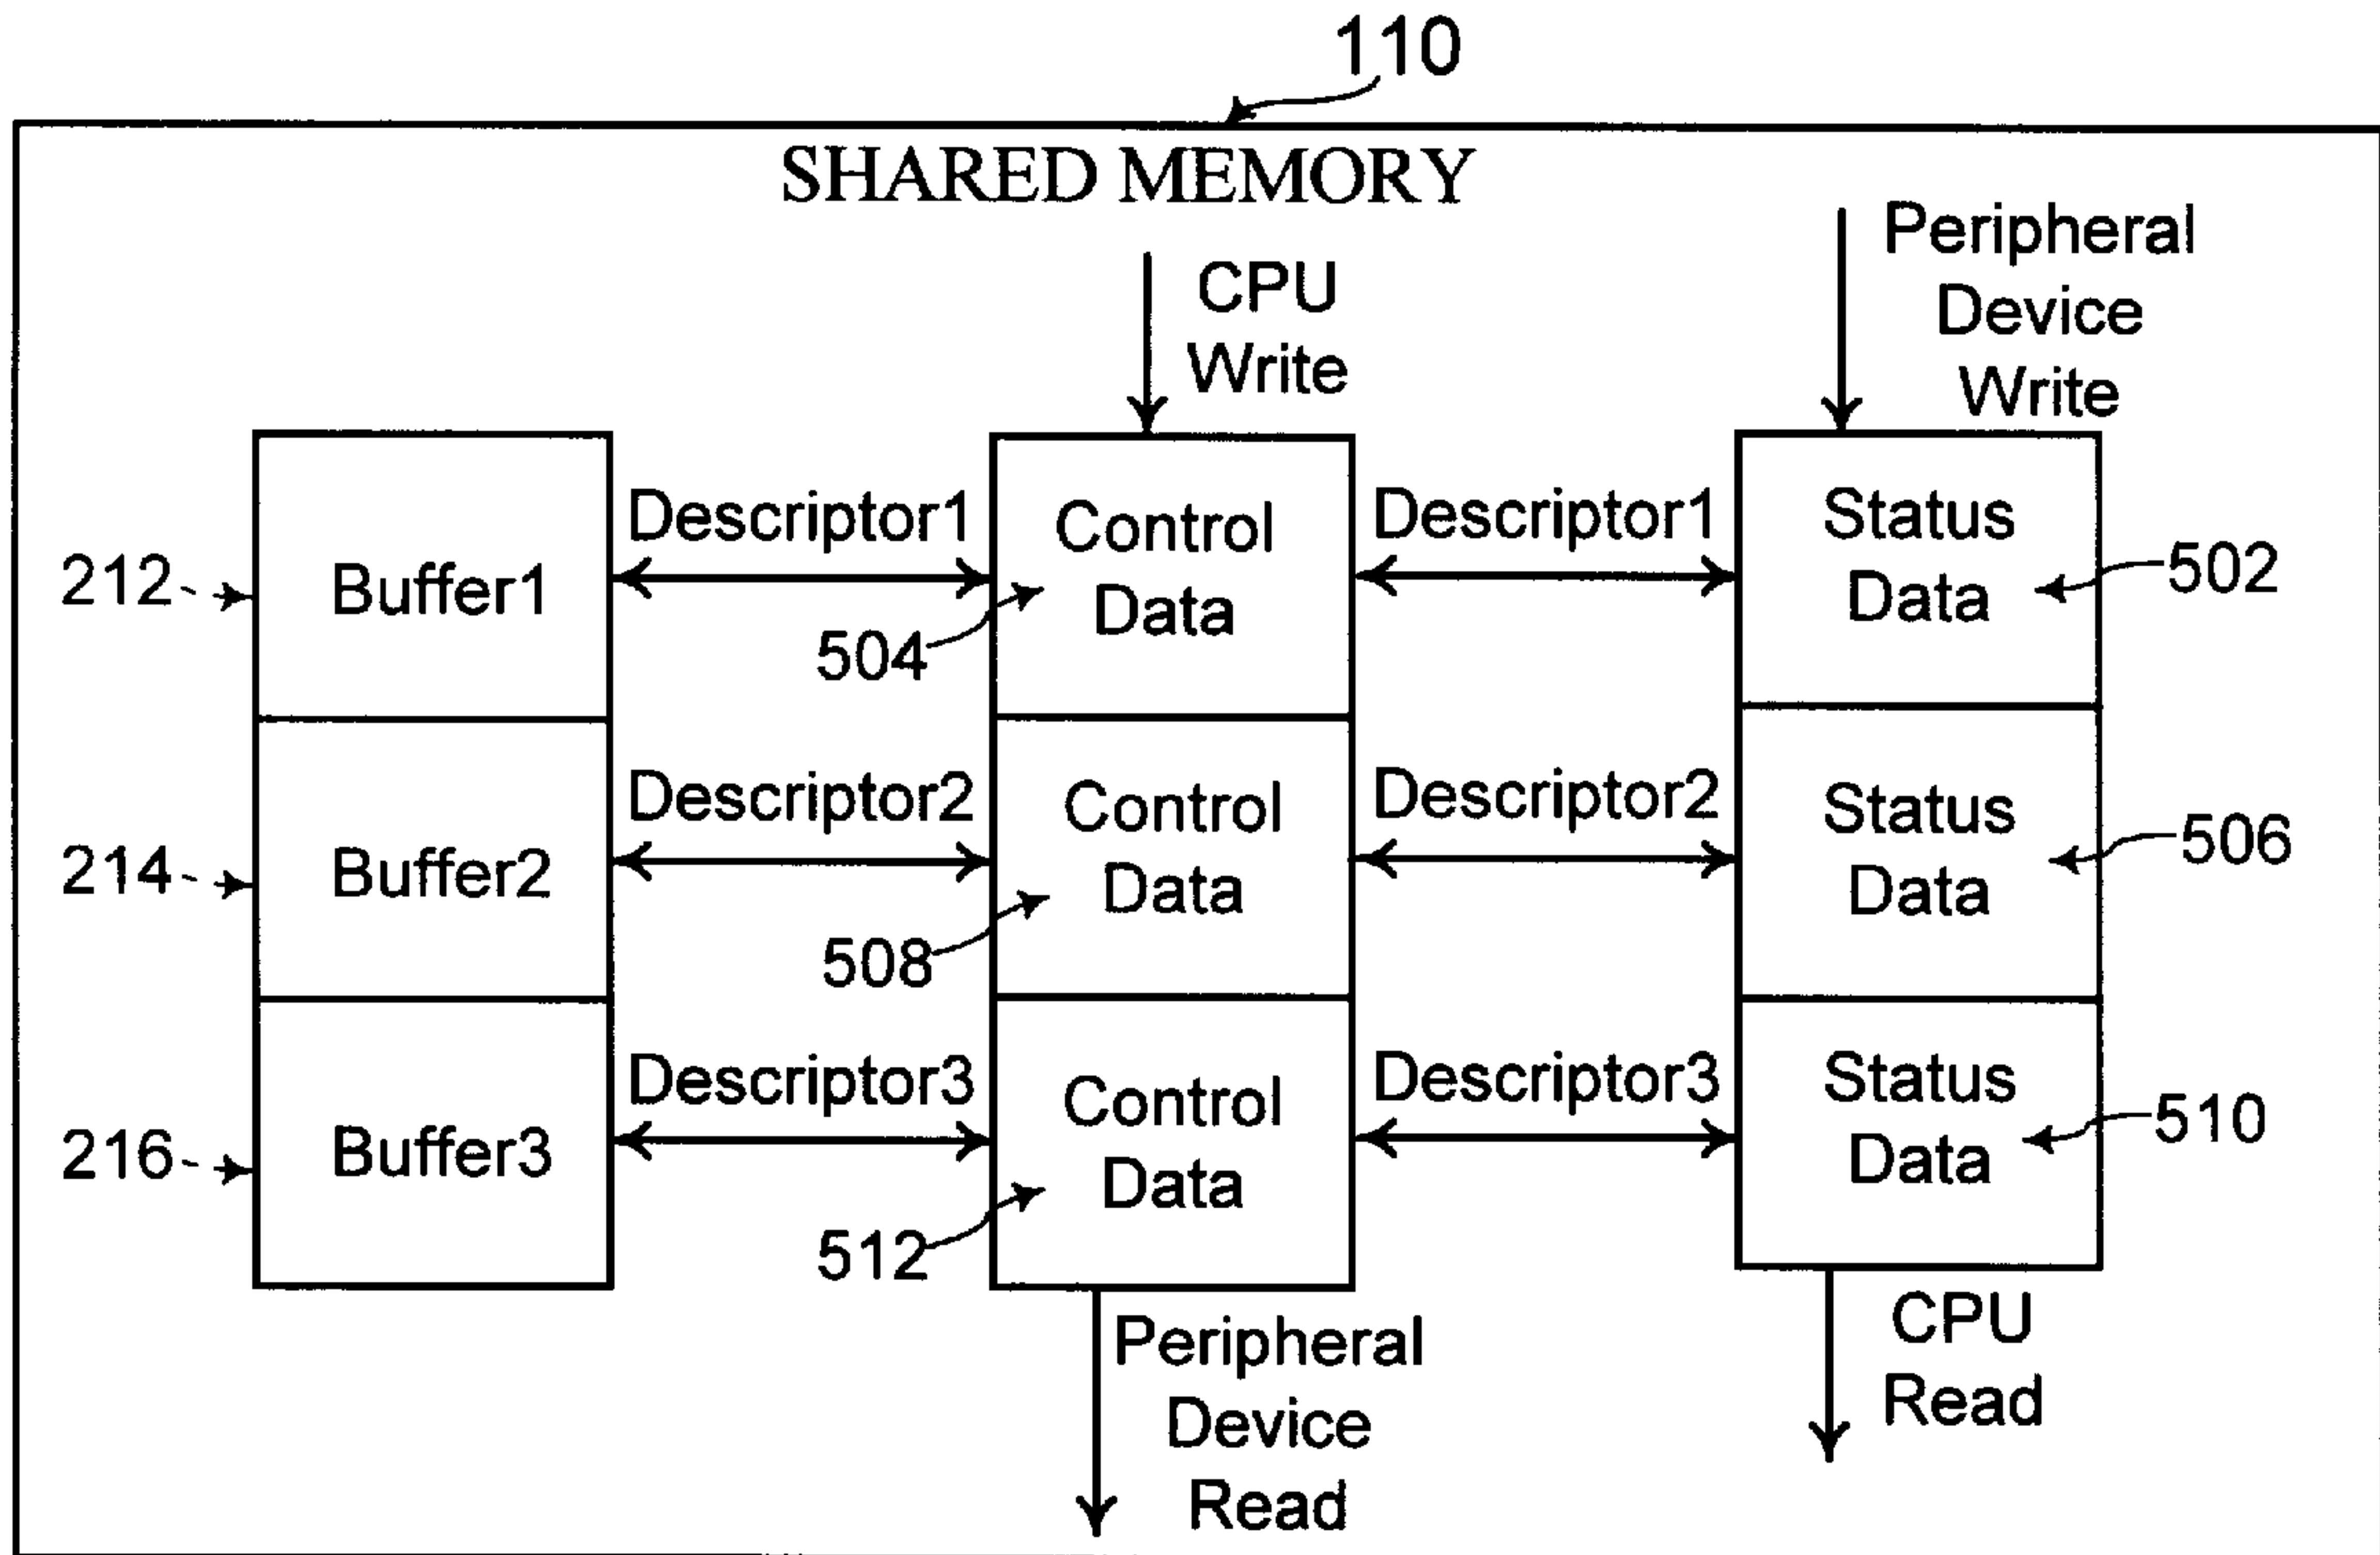 110
SHARED MEMORY
CPU
Write
Peripheral
Device
Write
212
Buffer1
Descriptor1
504
Control
Data
Descriptor1
Status
Data
502
214
Buffer2
Descriptor2
508
Control
Data
Descriptor2
Status
Data
506
216
Buffer3
Descriptor3
512
Control
Data
Descriptor3
Status
Data
510
Peripheral
Device
Read
CPU
Read